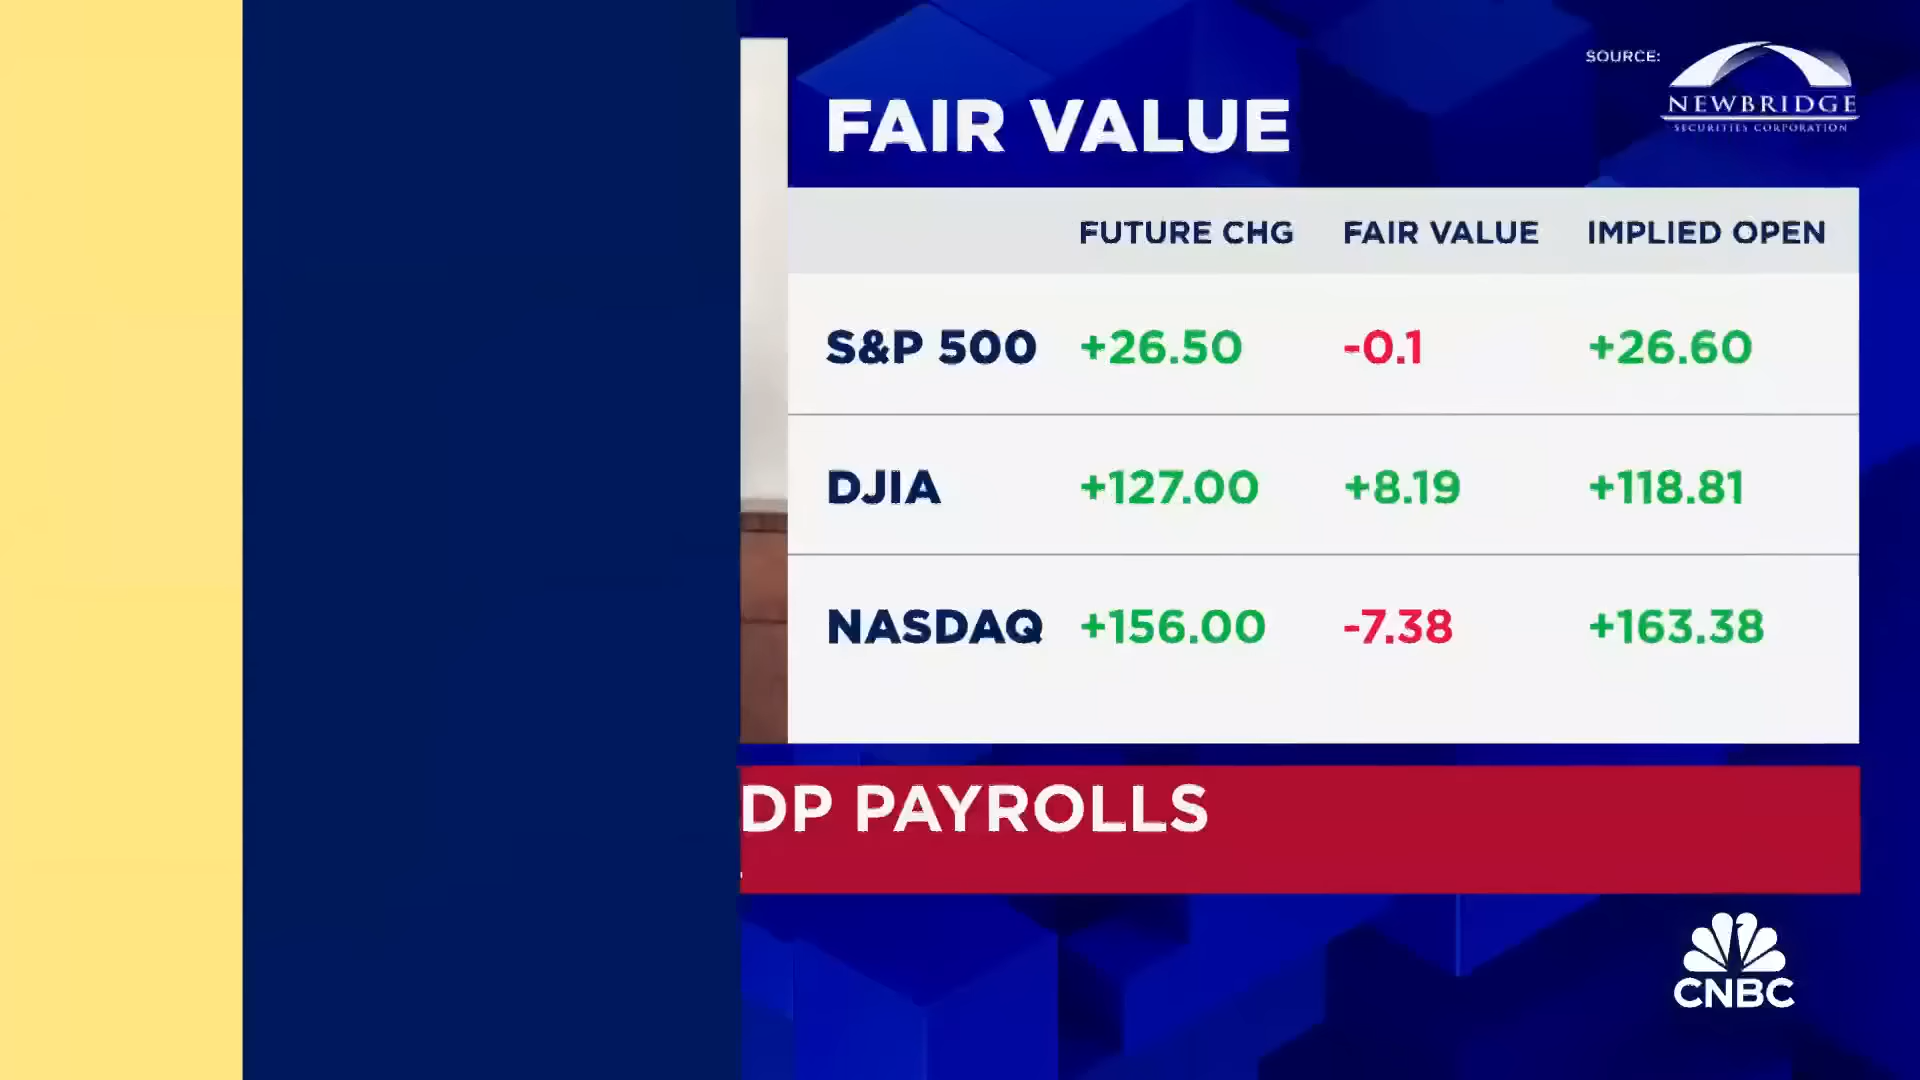 SOURCE:
NEWBRIDGE
SECURITIES CORPORATION
FAIR VALUE
FUTURE CHG FAIR VALUE IMPLIED OPEN
S&P 500 +26.50 -0.1 +26.60
DJIA +127.00 +8.19 +118.81
NASDAQ +156.00 -7.38 +163.38
DP PAYROLLS
CNBC